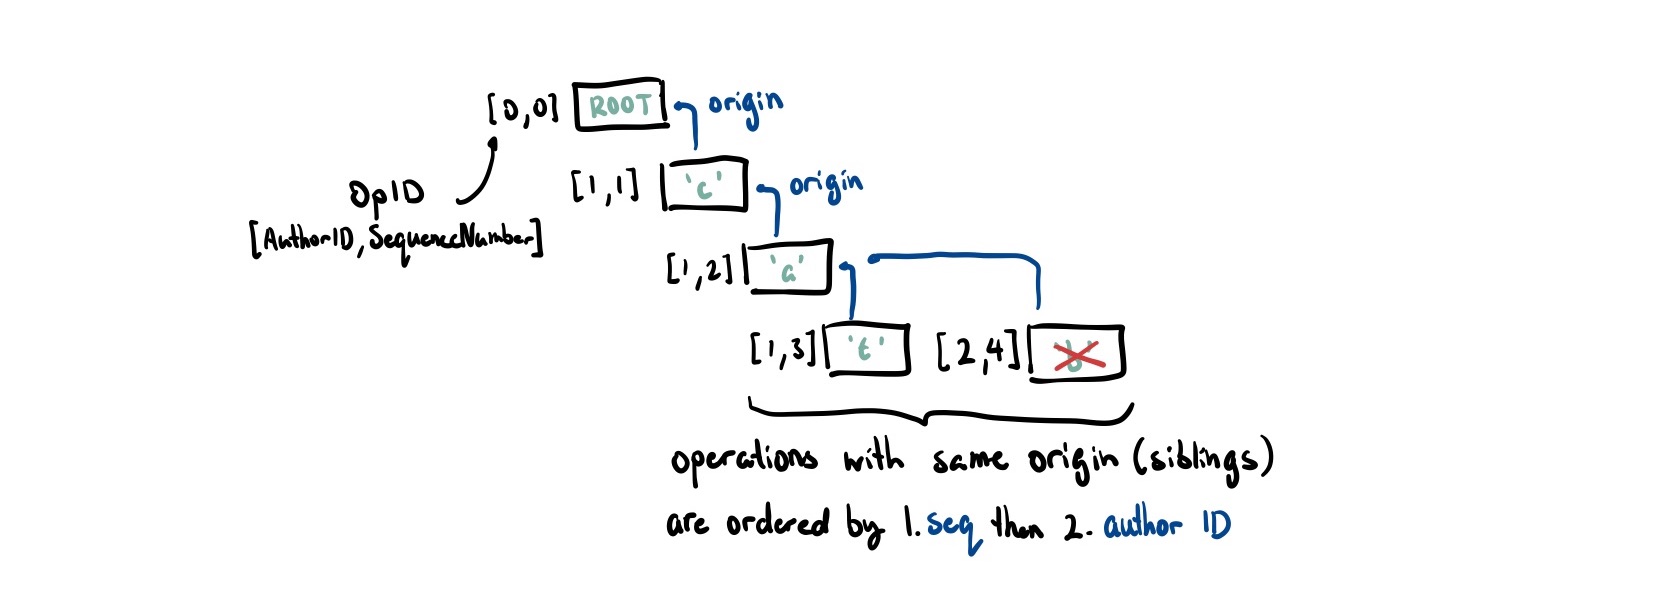 [0,0] ROOT origin
[1,1] 'c' origin
OpID
[AuthorID, SequenceNumber]
[1,2] 'a'
[1,3] 't' [2,4]
operations with same origin (siblings)
are ordered by 1. seq then 2. author ID